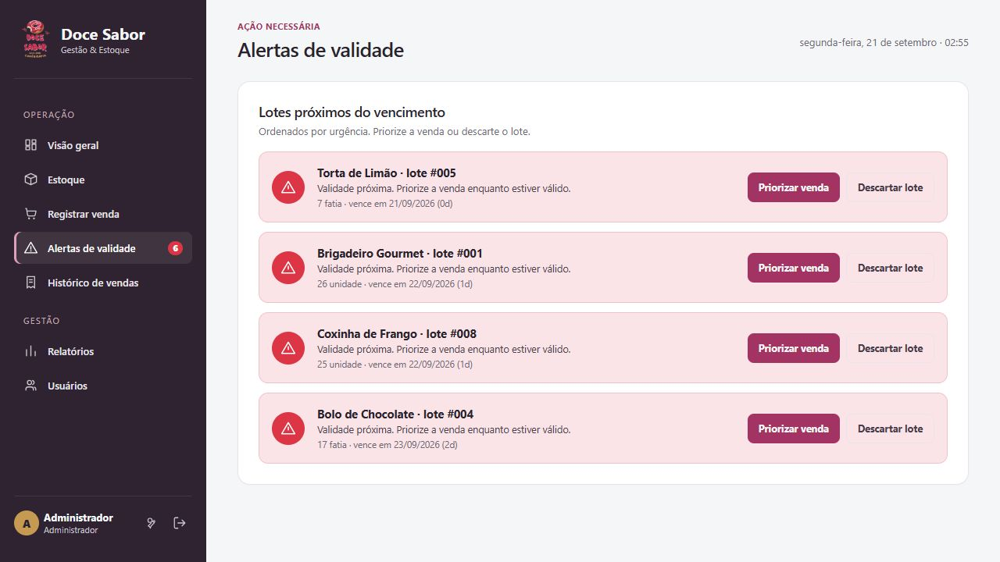 DOCE
SABOR
Doce Sabor
Gestão & Estoque
OPERAÇÃO
Visão geral
Estoque
Registrar venda
Alertas de validade
6
Histórico de vendas
GESTÃO
Relatórios
Usuários
A
Administrador
Administrador
AÇÃO NECESSÁRIA
Alertas de validade
segunda-feira, 21 de setembro · 02:55
Lotes próximos do vencimento
Ordenados por urgência. Priorize a venda ou descarte o lote.
Torta de Limão · lote #005
Validade próxima. Priorize a venda enquanto estiver válido.
7 fatia · vence em 21/09/2026 (0d)
Priorizar venda
Descartar lote
Brigadeiro Gourmet · lote #001
Validade próxima. Priorize a venda enquanto estiver válido.
26 unidade · vence em 22/09/2026 (1d)
Priorizar venda
Descartar lote
Coxinha de Frango · lote #008
Validade próxima. Priorize a venda enquanto estiver válido.
25 unidade · vence em 22/09/2026 (1d)
Priorizar venda
Descartar lote
Bolo de Chocolate · lote #004
Validade próxima. Priorize a venda enquanto estiver válido.
17 fatia · vence em 23/09/2026 (2d)
Priorizar venda
Descartar lote